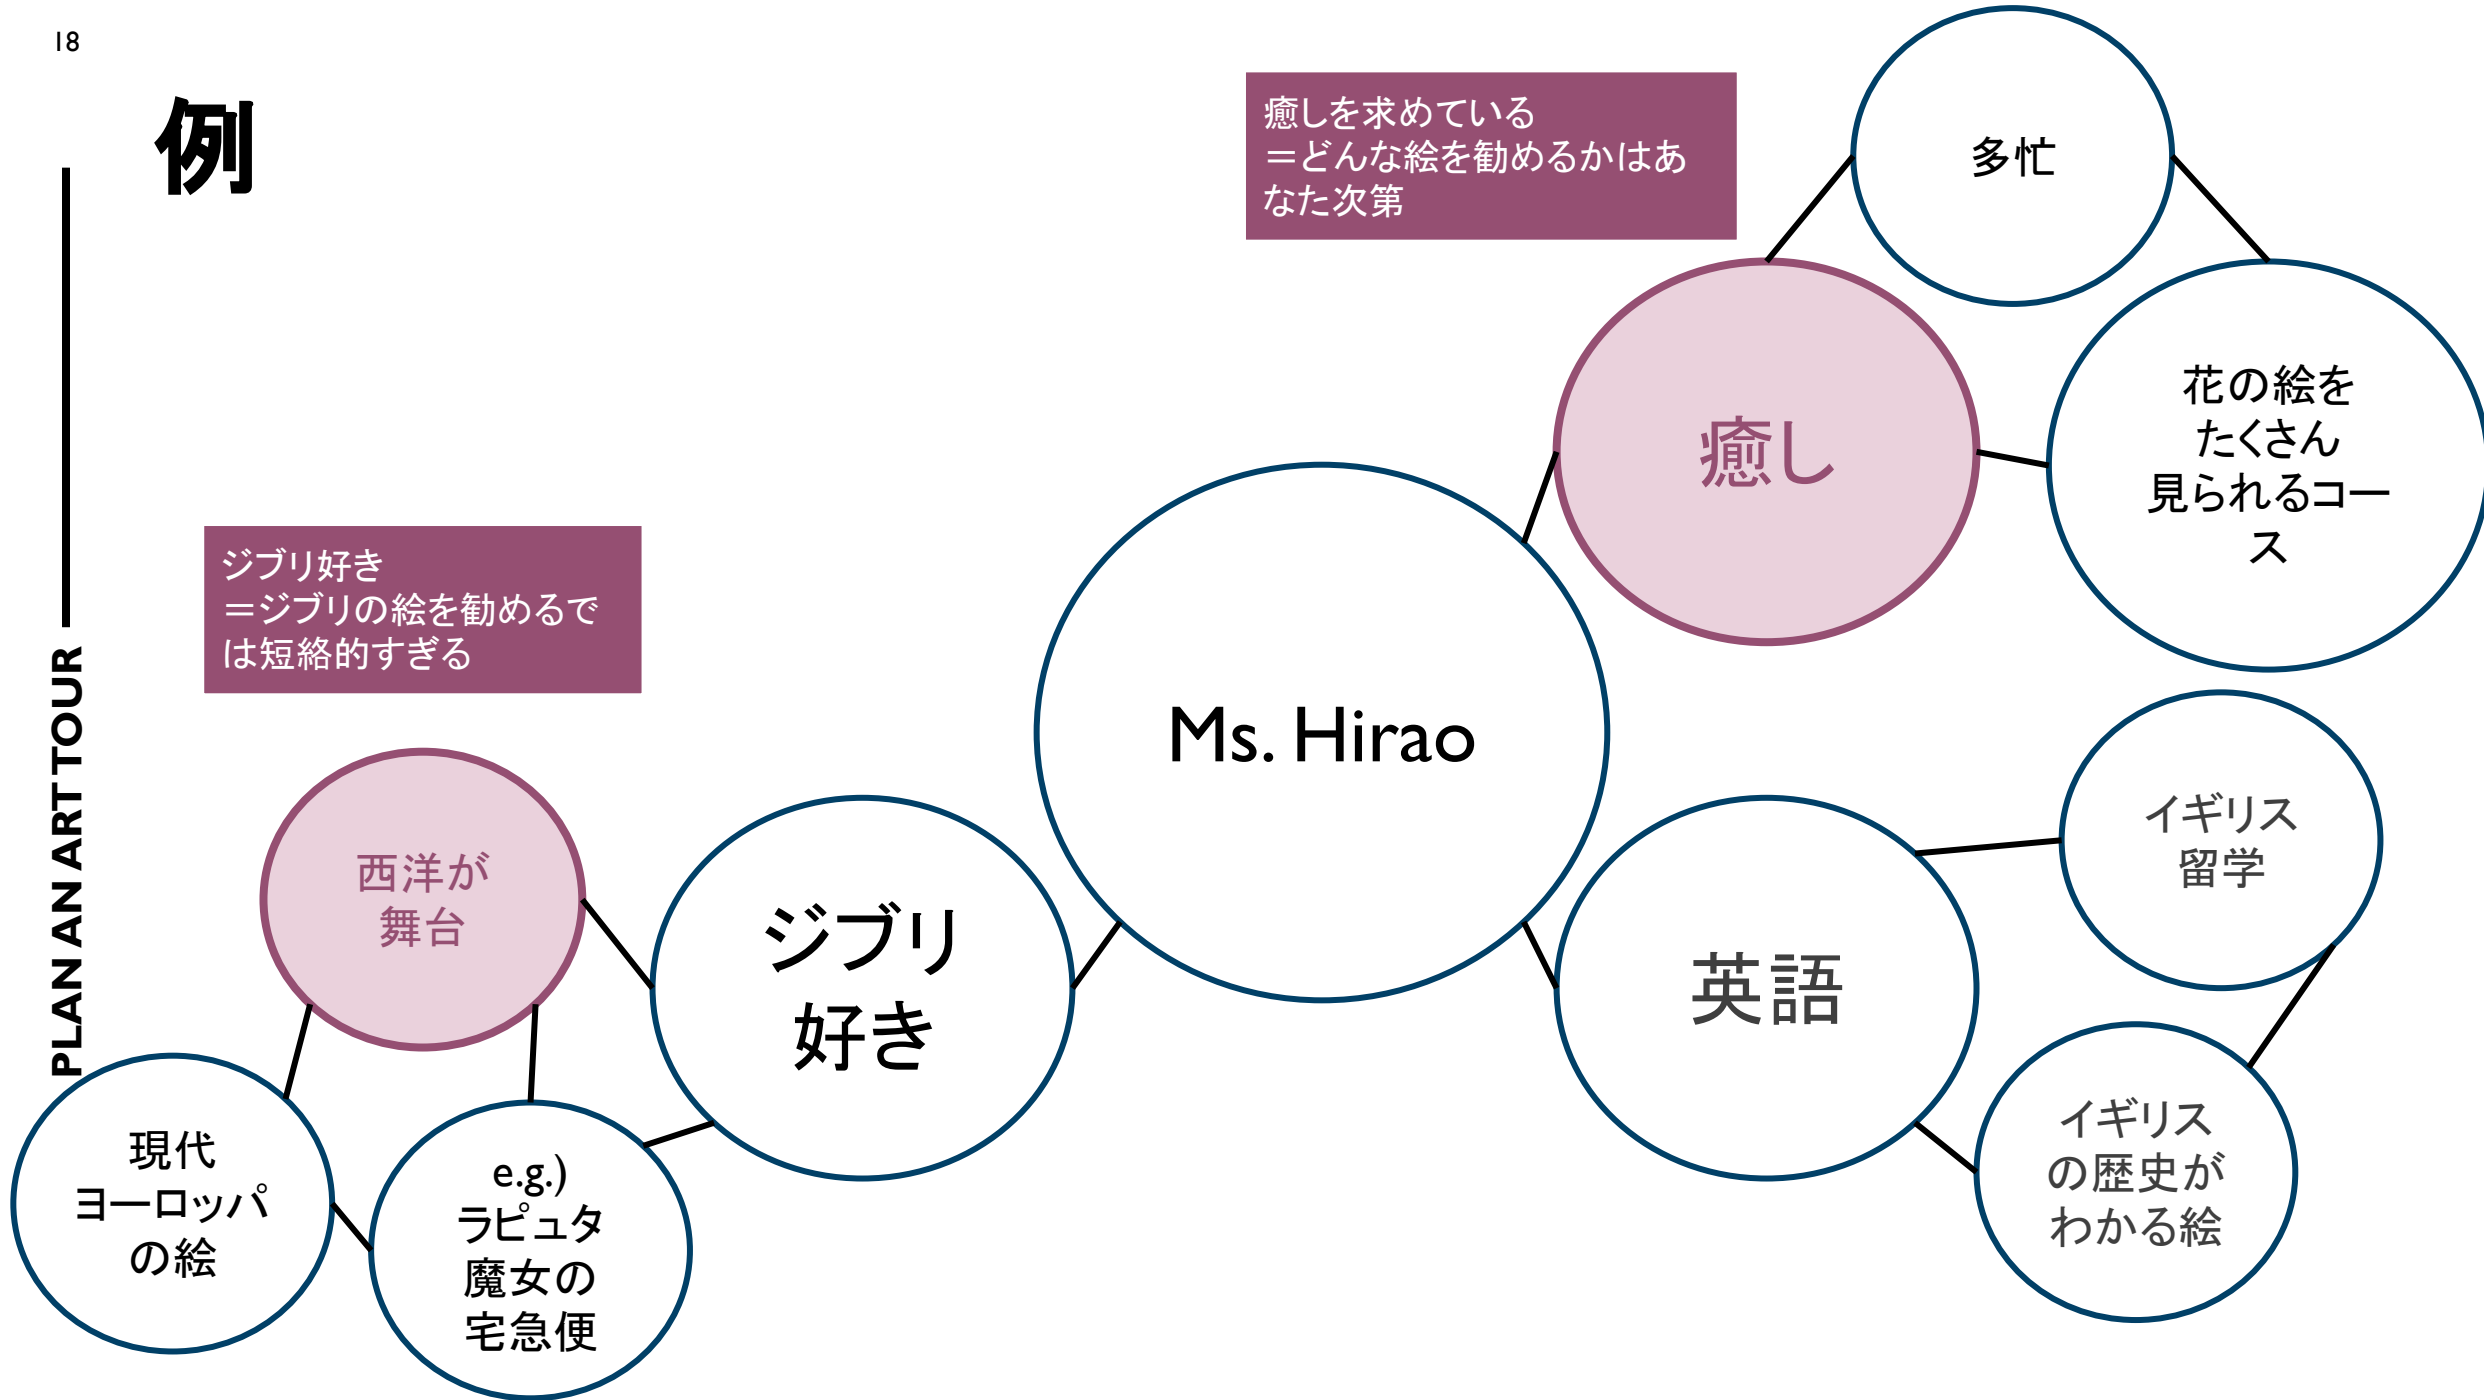 18
例
PLAN AN ART TOUR
癒しを求めている
＝どんな絵を勧めるかはあ
なた次第
多忙
癒し
花の絵を
たくさん
見られるコー
ス
ジブリ好き
＝ジブリの絵を勧めるで
は短絡的すぎる
Ms. Hirao
西洋が
舞台
ジブリ
好き
英語
イギリス
留学
現代
ヨーロッパ
の絵
e.g.)
ラピュタ
魔女の
宅急便
イギリス
の歴史が
わかる絵